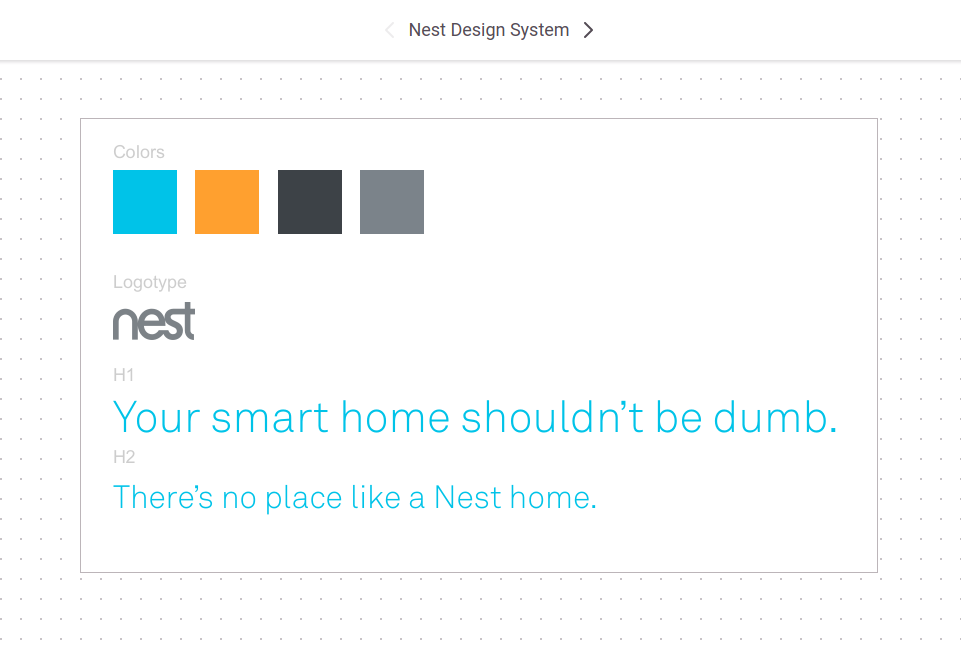 Nest Design System
Colors
Logotype
nest
H1
Your smart home shouldn’t be dumb.
H2
There’s no place like a Nest home.